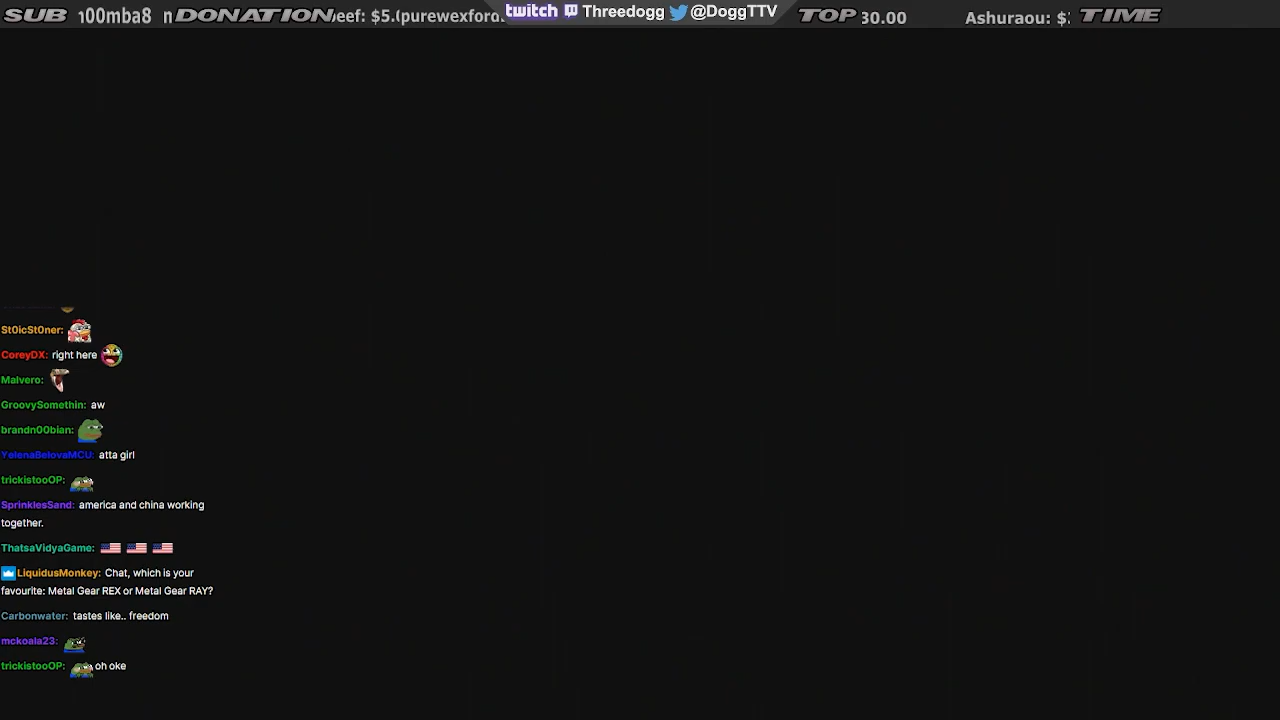 SUB 100mba8 n DONATION eef: $5.(purewexford. twitch Threedogg @DoggTTV TOP 30.00 Ashuraou: $ TIME
St0icSt0ner:
CoreyDX: right here
Malvero:
GroovySomethin: aw
brandn00bian:
YelenaBelovaMCU: atta girl
trickistooOP:
SprinklesSand: america and china working
together.
ThatsaVidyaGame:
LiquidusMonkey: Chat, which is your
favourite: Metal Gear REX or Metal Gear RAY?
Carbonwater: tastes like.. freedom
mckoala23:
trickistooOP: oh oke